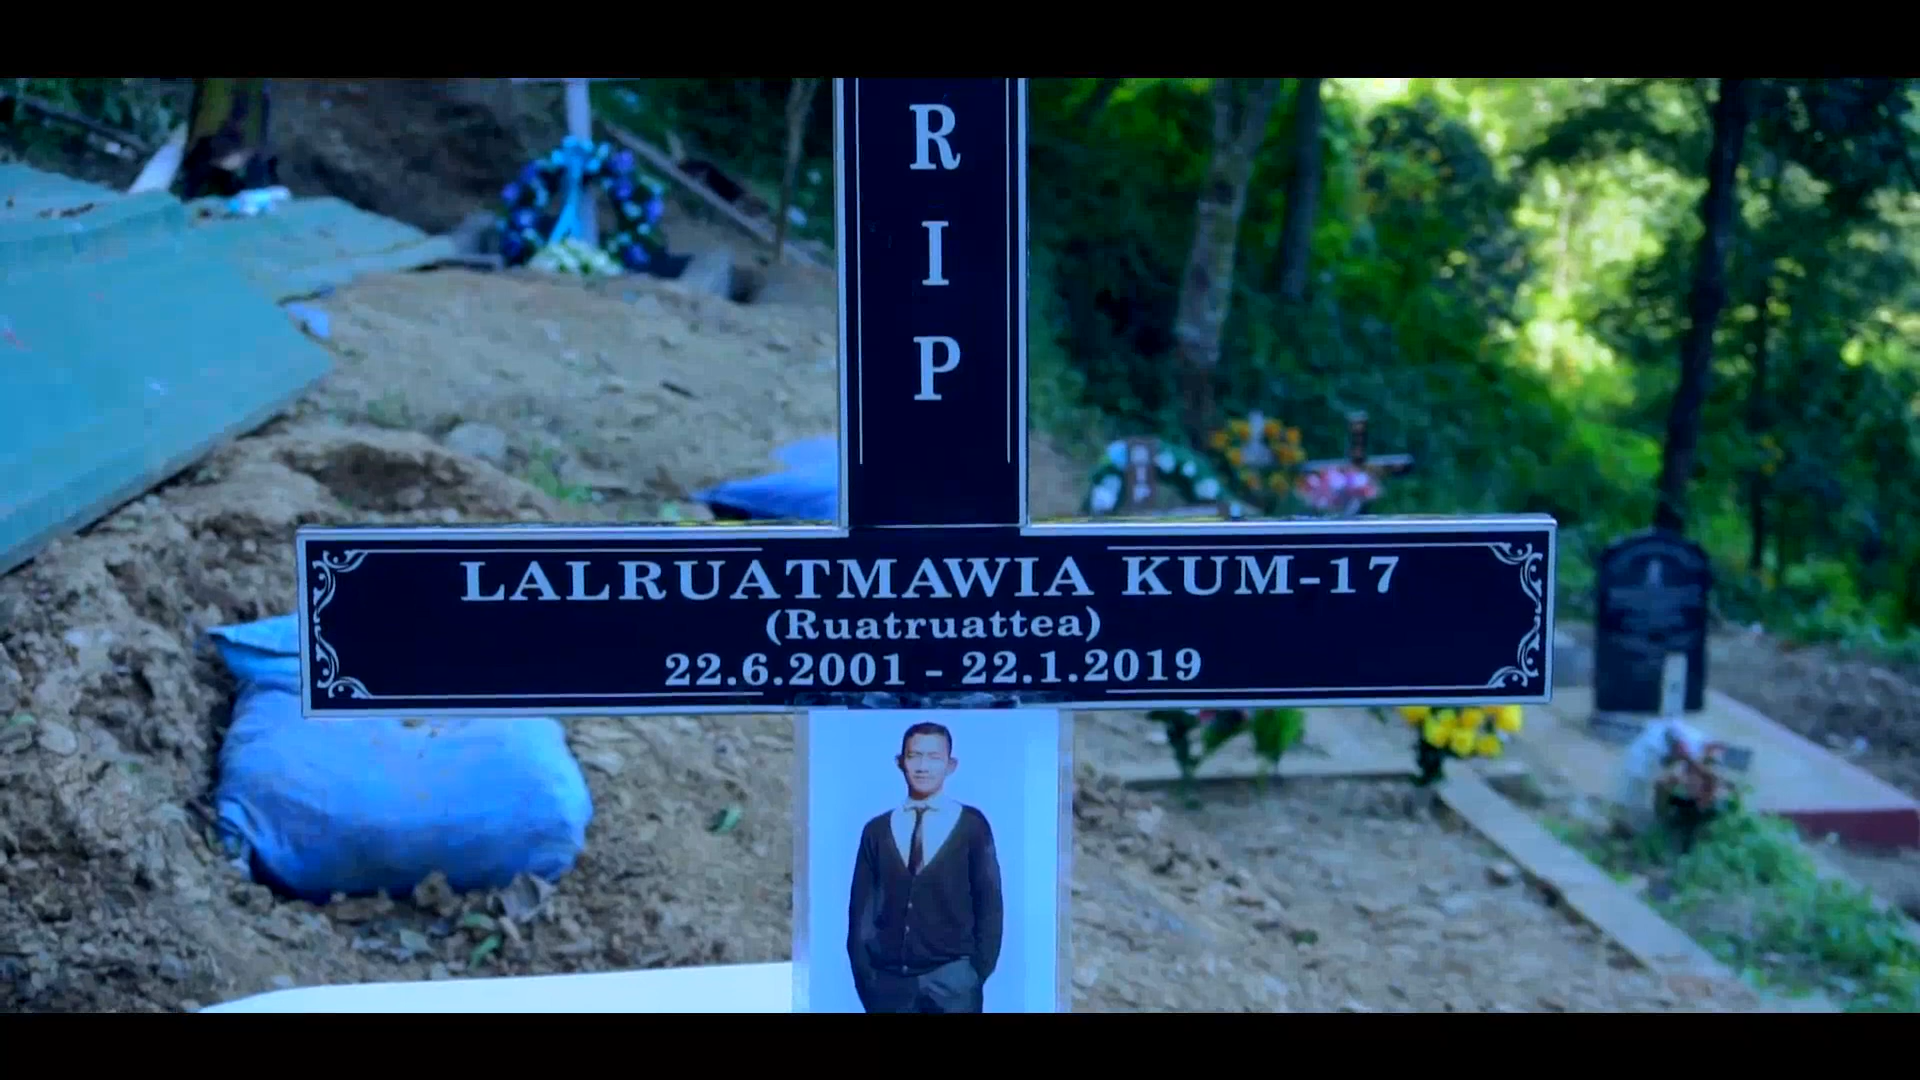 R
I
P
LALRUATMAWIA KUM-17
(Ruatruattea)
22.6.2001 - 22.1.2019